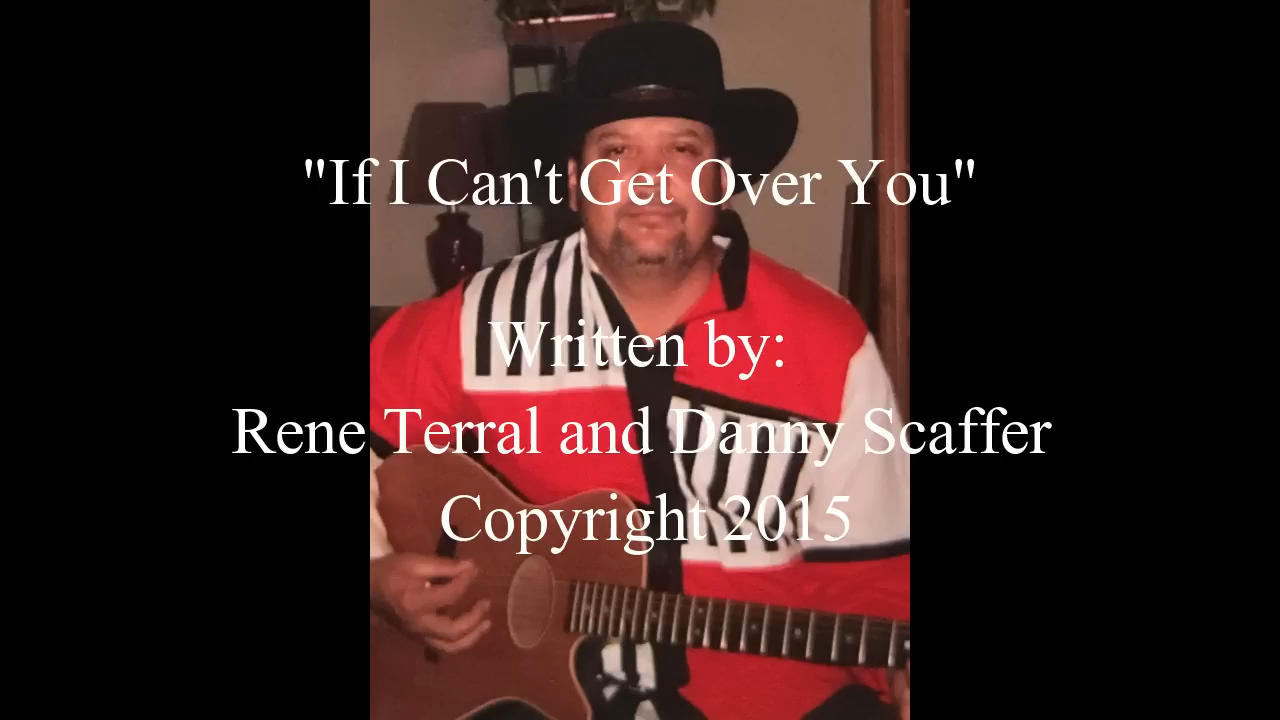 "If I Can't Get Over You"
Written by:
Rene Terral and Danny Scaffer
Copyright 2015